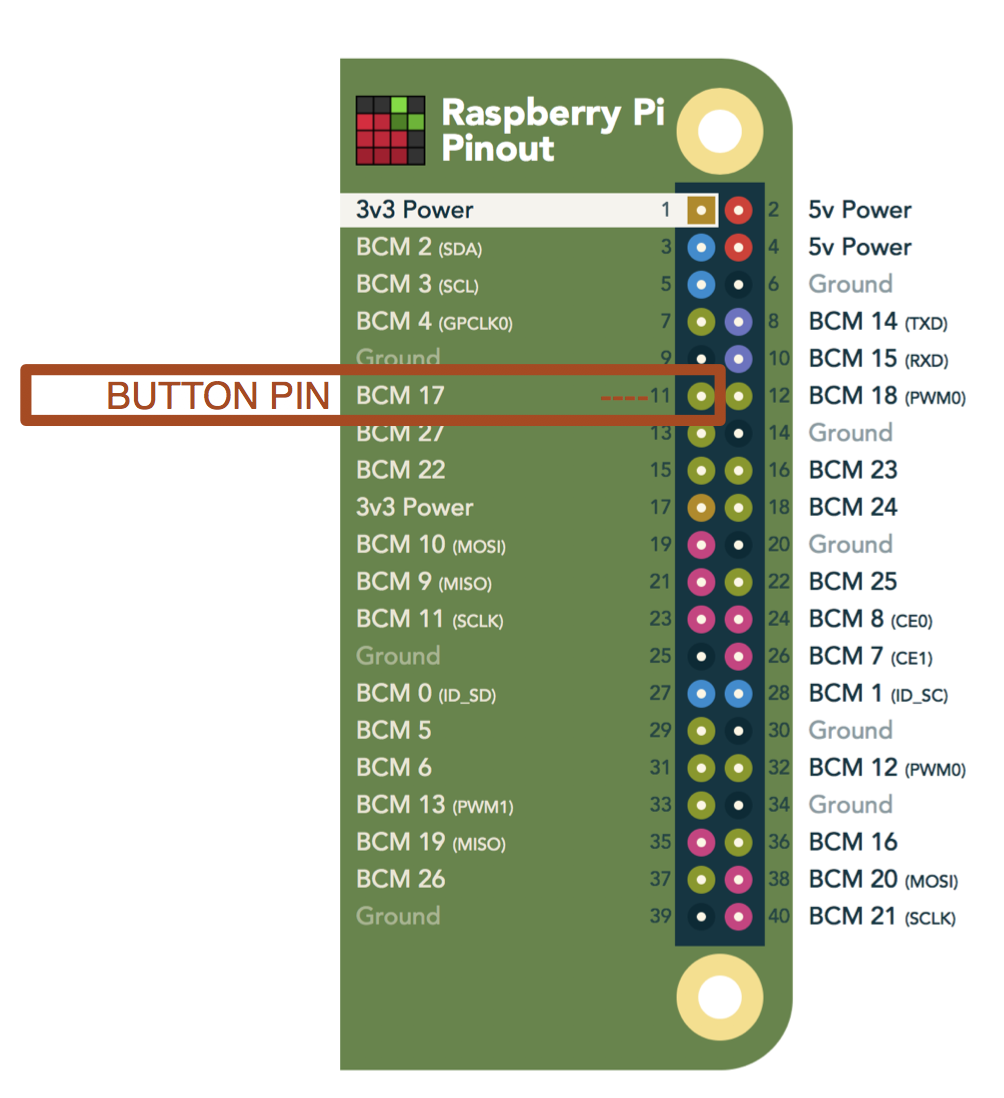 Raspberry Pi
Pinout
3v3 Power 1 2 5v Power
BCM 2 (SDA) 3 4 5v Power
BCM 3 (SCL) 5 6 Ground
BCM 4 (GPCLK0) 7 8 BCM 14 (TXD)
Ground 9 10 BCM 15 (RXD)
BUTTON PIN BCM 17 ----11 12 BCM 18 (PWM0)
BCM 27 13 14 Ground
BCM 22 15 16 BCM 23
3v3 Power 17 18 BCM 24
BCM 10 (MOSI) 19 20 Ground
BCM 9 (MISO) 21 22 BCM 25
BCM 11 (SCLK) 23 24 BCM 8 (CE0)
Ground 25 26 BCM 7 (CE1)
BCM 0 (ID_SD) 27 28 BCM 1 (ID_SC)
BCM 5 29 30 Ground
BCM 6 31 32 BCM 12 (PWM0)
BCM 13 (PWM1) 33 34 Ground
BCM 19 (MISO) 35 36 BCM 16
BCM 26 37 38 BCM 20 (MOSI)
Ground 39 40 BCM 21 (SCLK)